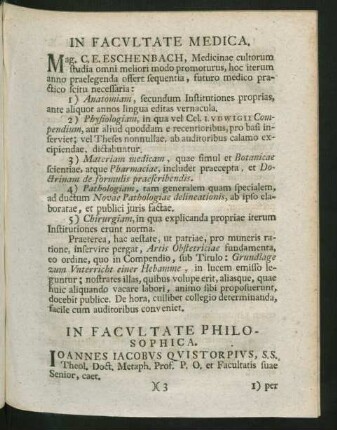 IN FACVLTATE MEDICA.
Mag. C. E. ESCHENBACH, Medicinae cultorum
studia omni meliori modo promoturus, hoc iterum
anno praelegenda offert sequentia, futuro medico pra-
ctico scitu necessaria:
1) Anatomiam, secundum Institutiones proprias,
ante aliquor annos lingua editas vernacula.
2) Physiologiam, in qua vel Cel. LVDWIGII Com-
pendium, aur aliud quoddam e recentioribus, pro basi in-
serviet; vel Theses nonnullae, ab auditoribus calamo ex-
cipiendae, dictabuntur.
3) Materiam medicam, quae simul et Botanicae
scientiae, atque Pharmaciae, includet praecepta, et Do-
ctrinam de formulis praescribendis.
4) Pathologiam, tam generalem quam specialem,
ad ductum Novae Pathologiae delineationis, ab ipso ela-
boratae, et publici juris factae.
5) Chirurgiam, in qua explicanda propriae iterum
Institutiones erunt norma.
Praeterea, hac aestate, ut patriae, pro muneris ra-
tione, inservire pergat, Artis Obstetriciae fundamenta,
eo ordine, quo in Compendio, sub Titulo: Grundlage
zum Vnterricht einer Hebamme, in lucem emisso le-
guntur; nostrates illas, quibus volupe erit, aliasque, quae
huic aliquando vacare labori, animo sibi proposuerunt,
docebit publice. De hora, cuilibet collegio determinanda,
facile cum auditoribus conveniet.
IN FACVLTATE PHILO-
SOPHICA.
IOANNES IACOBVS QVISTORPIVS, S.S.
Theol. Doct. Metaph. Prof. P. O. et Facultatis suae
Senior, caet.
)( 3 1) per